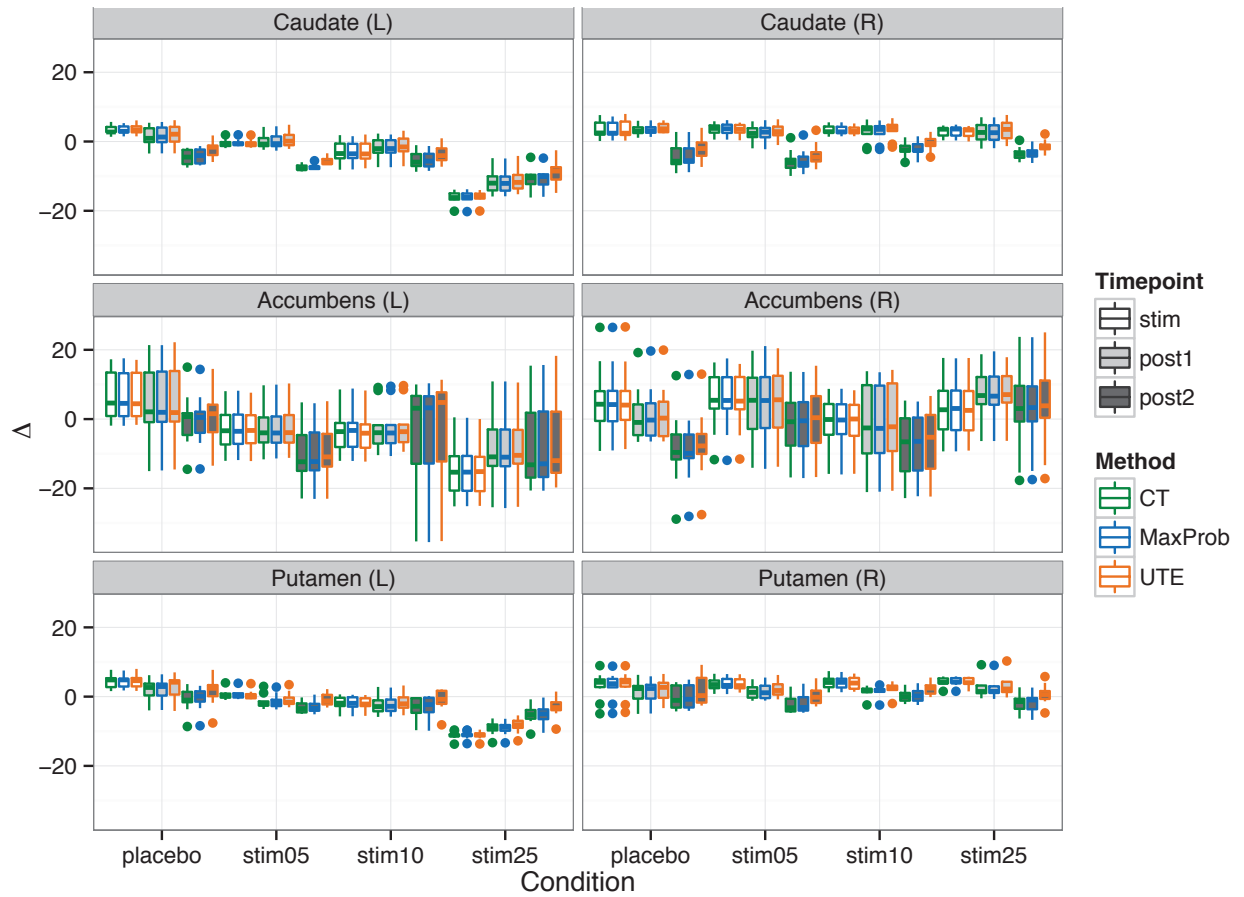 Caudate (L) Caudate (R)
20
0
−20
Accumbens (L) Accumbens (R)
20
0
−20
Δ
Putamen (L) Putamen (R)
20
0
−20
placebo stim05 stim10 stim25 placebo stim05 stim10 stim25
Condition
Timepoint
stim
post1
post2
Method
CT
MaxProb
UTE